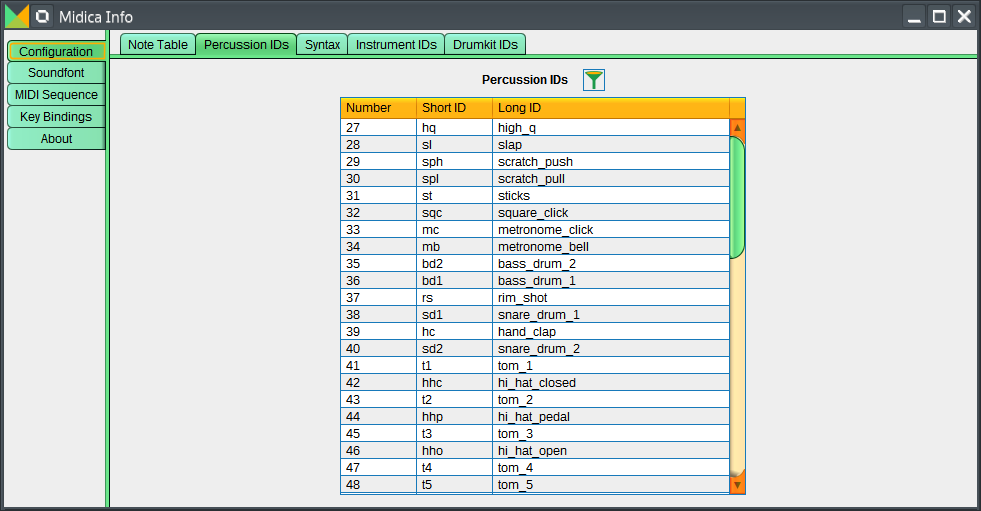 Midica Info
Configuration
Soundfont
MIDI Sequence
Key Bindings
About
Note Table Percussion IDs Syntax Instrument IDs Drumkit IDs
Percussion IDs
Number Short ID Long ID
27 hq high_q
28 sl slap
29 sph scratch_push
30 spl scratch_pull
31 st sticks
32 sqc square_click
33 mc metronome_click
34 mb metronome_bell
35 bd2 bass_drum_2
36 bd1 bass_drum_1
37 rs rim_shot
38 sd1 snare_drum_1
39 hc hand_clap
40 sd2 snare_drum_2
41 t1 tom_1
42 hhc hi_hat_closed
43 t2 tom_2
44 hhp hi_hat_pedal
45 t3 tom_3
46 hho hi_hat_open
47 t4 tom_4
48 t5 tom_5